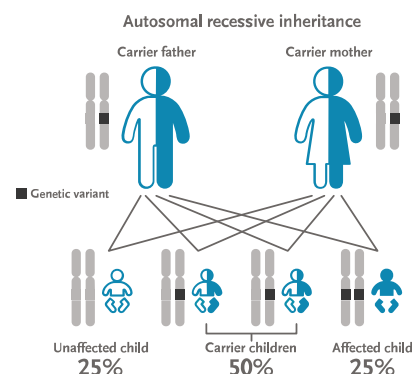 Autosomal recessive inheritance
Carrier father
Carrier mother
Genetic variant
Unaffected child
25%
Carrier children
50%
Affected child
25%